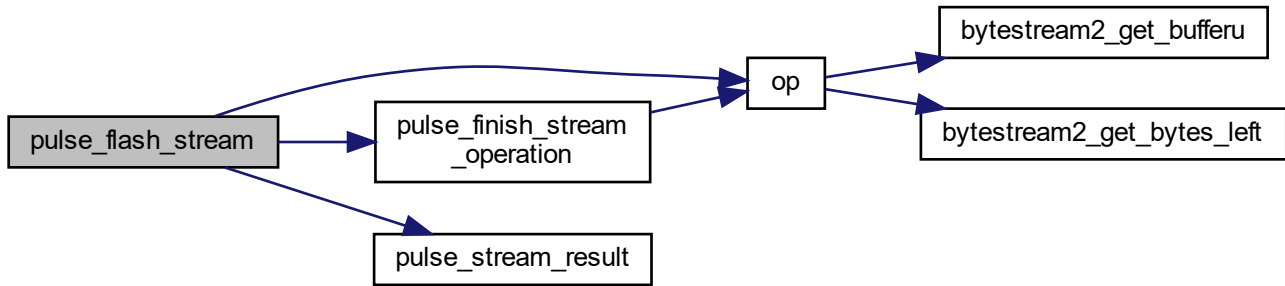 bytestream2_get_bufferu
op
pulse_finish_stream
_operation
pulse_flash_stream
bytestream2_get_bytes_left
pulse_stream_result